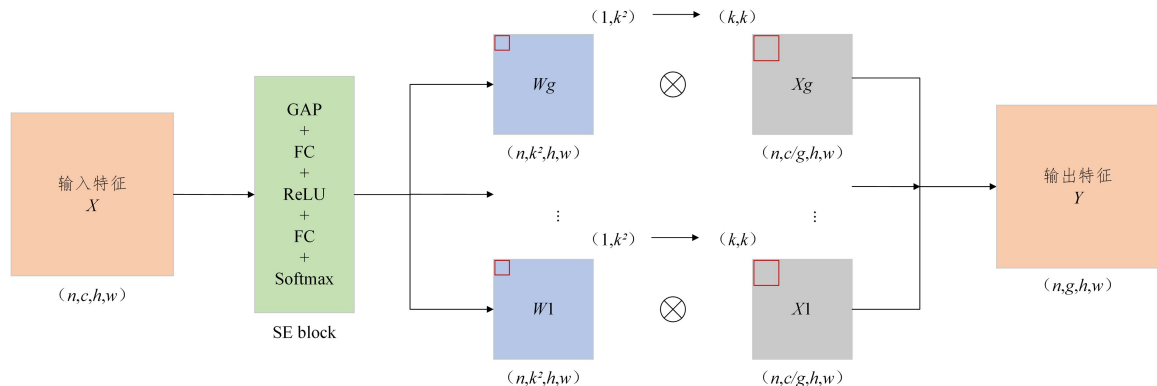 输入特征
X
(n,c,h,w)
GAP
+
FC
+
ReLU
+
FC
+
Softmax
SE block
(1,k²)
(k,k)
Wg
Xg
(n,k²,h,w)
(n,c/g,h,w)
⋮
⋮
(1,k²)
(k,k)
W1
X1
(n,k²,h,w)
(n,c/g,h,w)
输出特征
Y
(n,g,h,w)